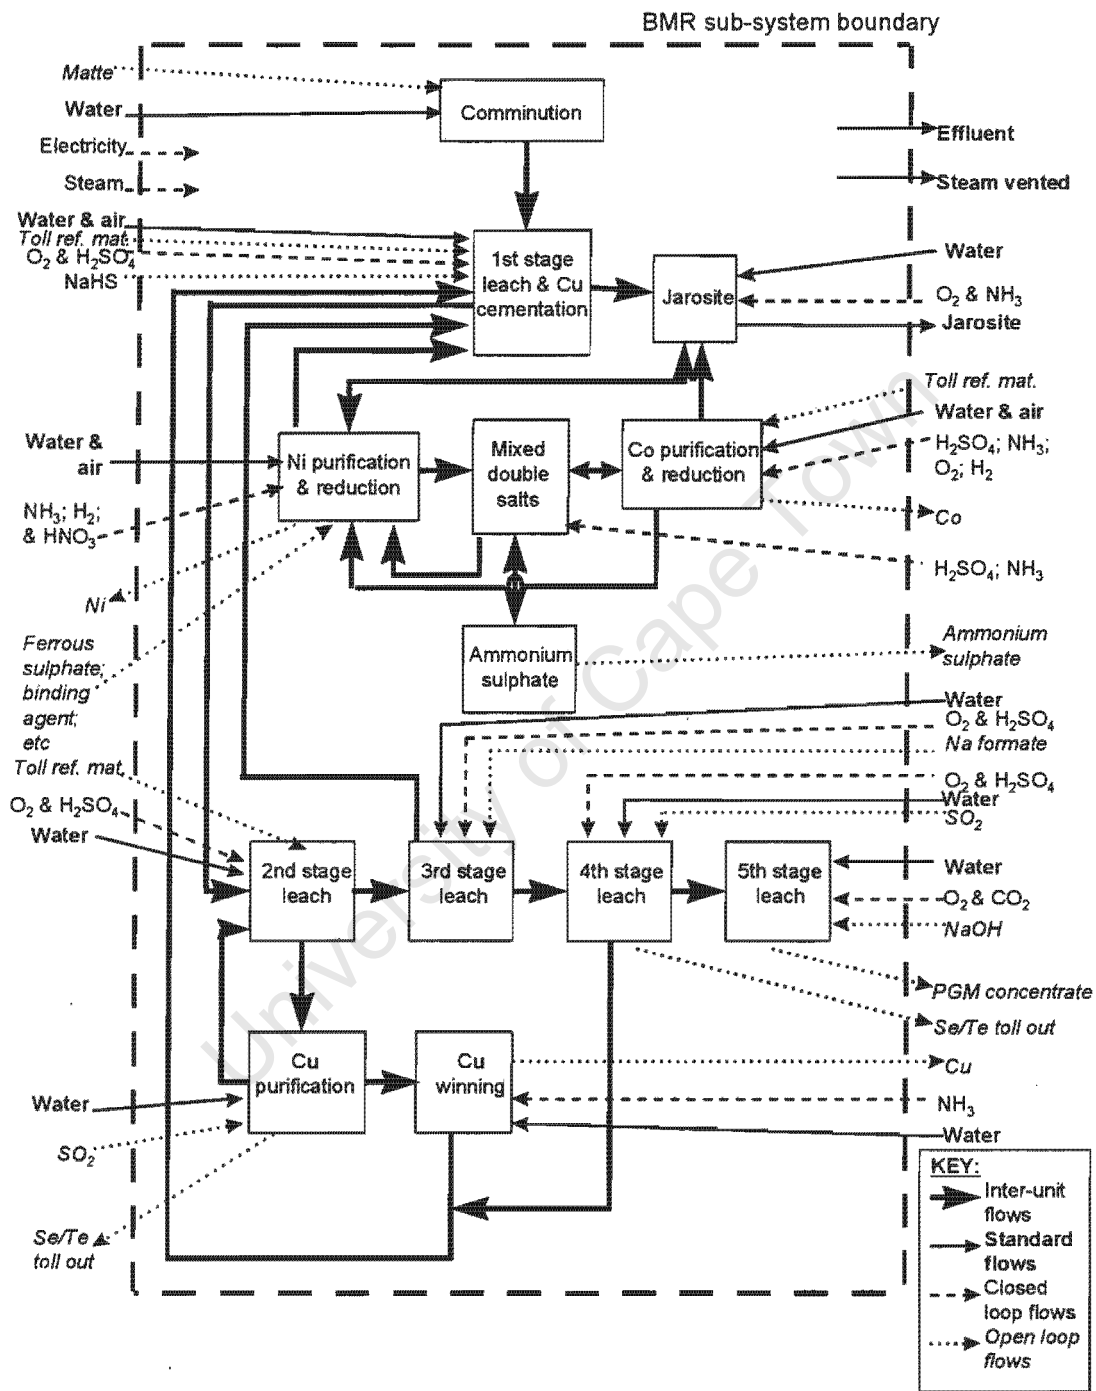 BMR sub-system boundary
Matte
Water
Electricity
Steam
Comminution
Effluent
Steam vented
Water & air
Toll ref. mat.
O₂ & H₂SO₄
NaHS
1st stage
leach & Cu
cementation
Jarosite
Water
O₂ & NH₃
Jarosite
Toll ref. mat.
Water & air
H₂SO₄; NH₃;
O₂; H₂
Co
H₂SO₄; NH₃
Water &
air
NH₃; H₂;
& HNO₃
Ni
Ni purification
& reduction
Mixed
double
salts
Co purification
& reduction
Ferrous
sulphate;
binding
agent;
etc
Ammonium
sulphate
Ammonium
sulphate
Water
O₂ & H₂SO₄
Na formate
O₂ & H₂SO₄
Water
SO₂
Toll ref. mat.
O₂ & H₂SO₄
Water
2nd stage
leach
3rd stage
leach
4th stage
leach
5th stage
leach
Water
O₂ & CO₂
NaOH
PGM concentrate
Se/Te toll out
Cu
purification
Cu
winning
Cu
NH₃
Water
Water
SO₂
Se/Te
toll out
KEY:
Inter-unit
flows
Standard
flows
Closed
loop flows
Open loop
flows
University of Cape Town